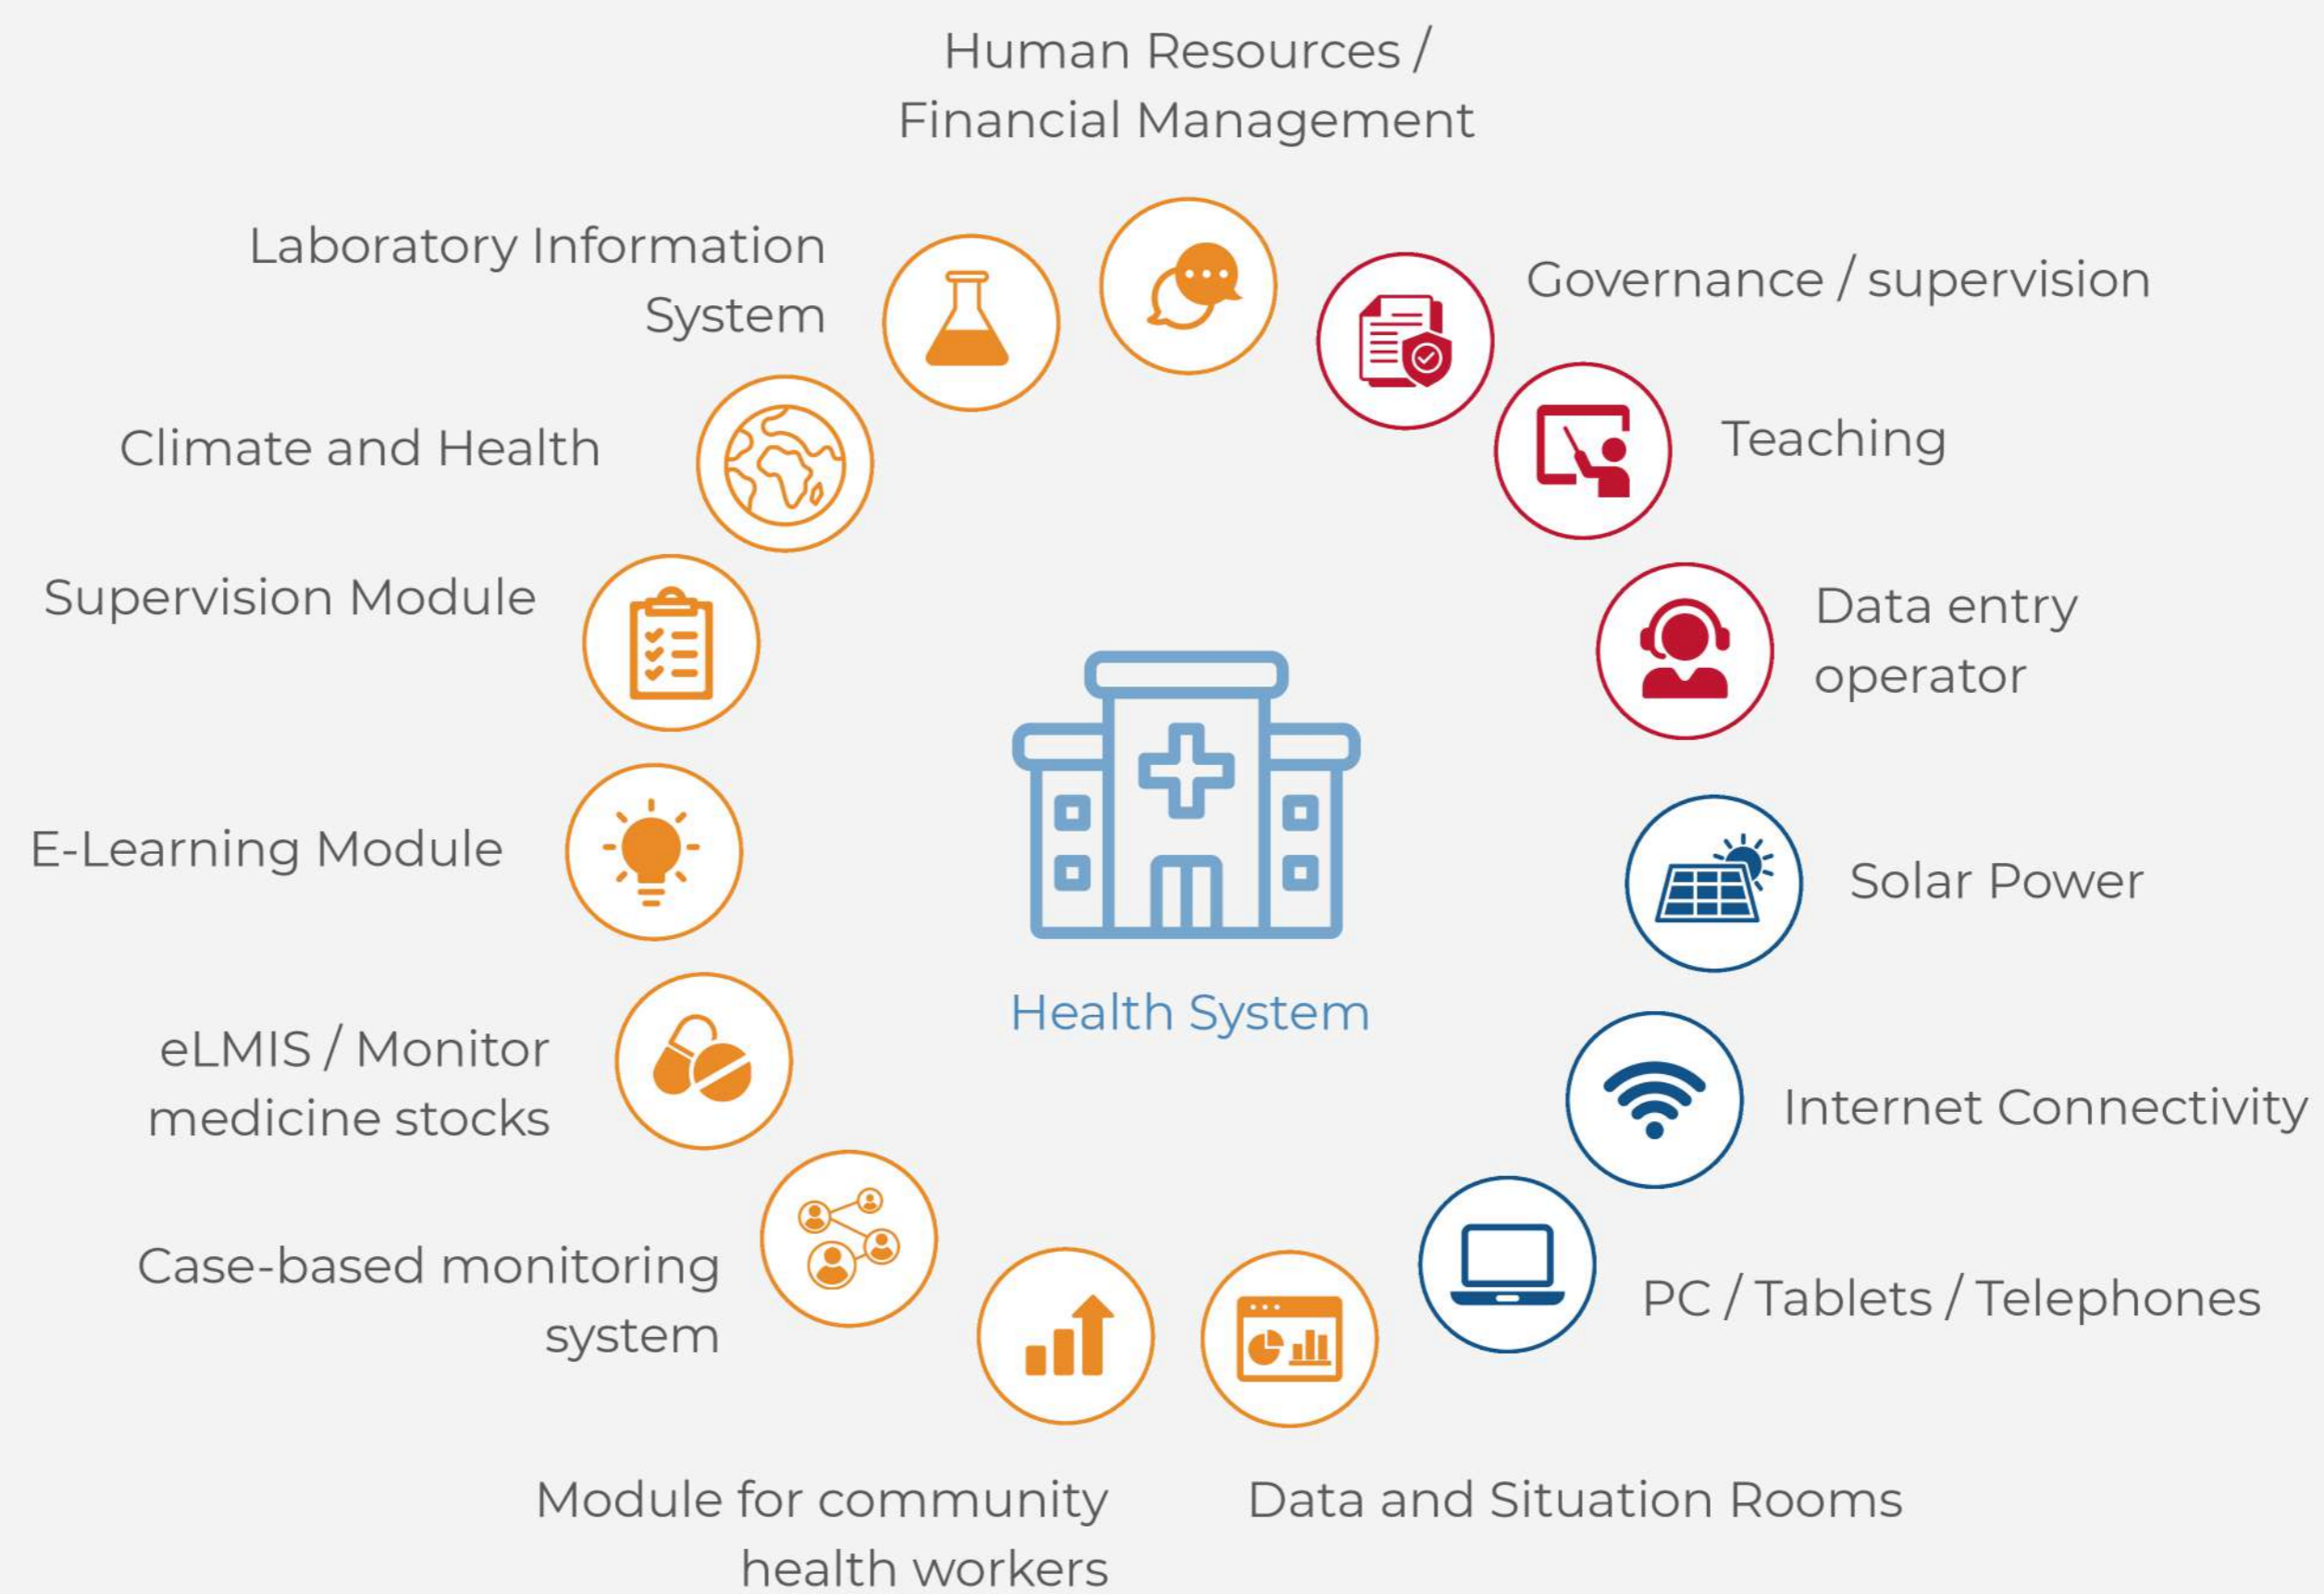 Human Resources /
Financial Management
Laboratory Information
System
Governance / supervision
Climate and Health
Teaching
Supervision Module
Data entry
operator
E-Learning Module
Solar Power
Health System
eLMIS / Monitor
medicine stocks
Internet Connectivity
Case-based monitoring
system
PC / Tablets / Telephones
Module for community
health workers
Data and Situation Rooms